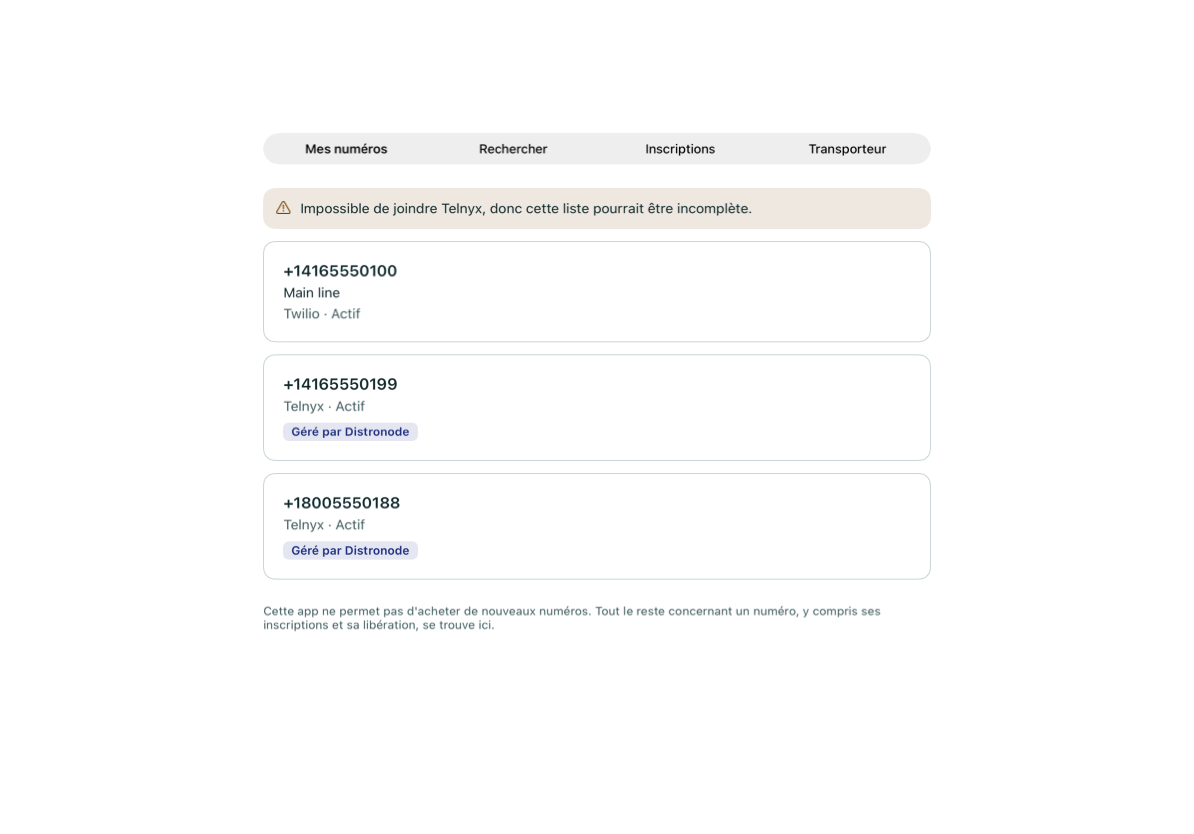 Mes numéros
Rechercher
Inscriptions
Transporteur
Impossible de joindre Telnyx, donc cette liste pourrait être incomplète.
+14165550100
Main line
Twilio · Actif
+14165550199
Telnyx · Actif
Géré par Distronode
+18005550188
Telnyx · Actif
Géré par Distronode
Cette app ne permet pas d'acheter de nouveaux numéros. Tout le reste concernant un numéro, y compris ses
inscriptions et sa libération, se trouve ici.